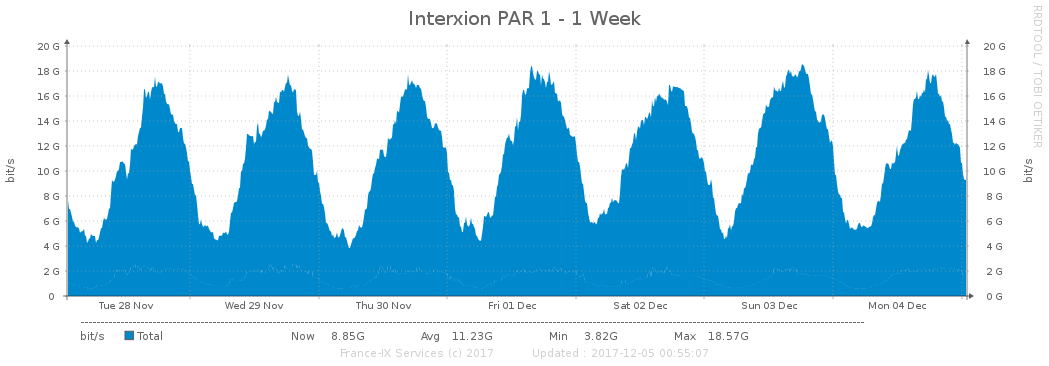 Interxion PAR 1 - 1 Week
RRDTOOL / TOBI OETIKER
20 G 20 G
18 G 18 G
16 G 16 G
14 G 14 G
12 G 12 G
10 G 10 G
8 G 8 G
6 G 6 G
4 G 4 G
2 G 2 G
0 0 G
bit/s bit/s
Tue 28 Nov Wed 29 Nov Thu 30 Nov Fri 01 Dec Sat 02 Dec Sun 03 Dec Mon 04 Dec
bit/s Total Now 8.85G Avg 11.23G Min 3.82G Max 18.57G
France-IX Services (c) 2017 Updated : 2017-12-05 00:55:07